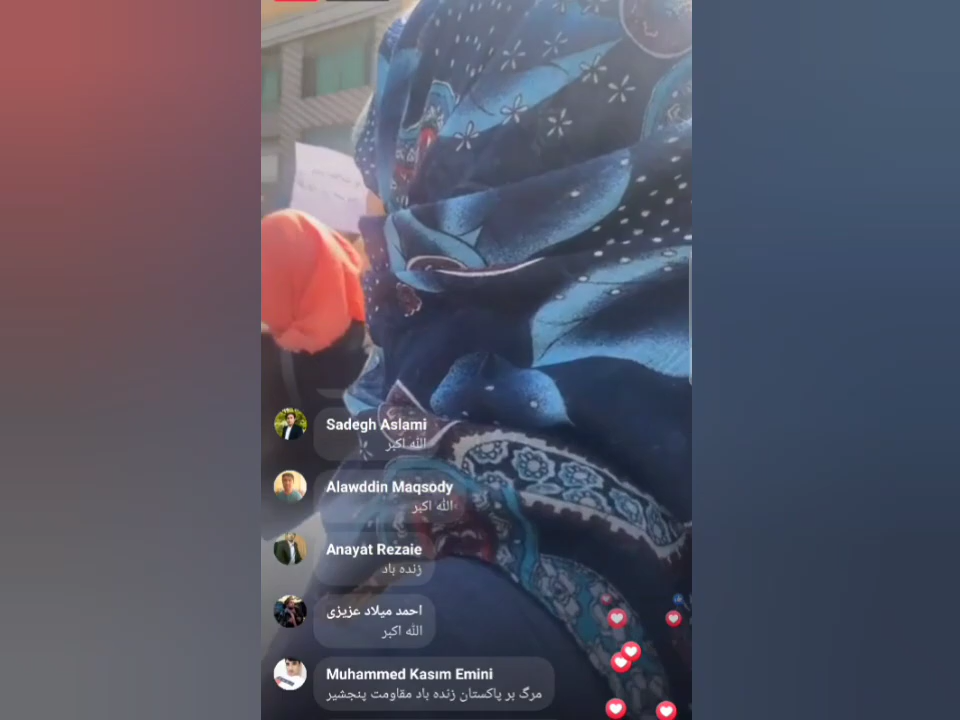 Sadegh Aslami
الله اکبر
Alawddin Maqsody
الله اکبر
Anayat Rezaie
زنده باد
احمد میلاد عزیزی
الله اکبر
Muhammed Kasım Emini
مرگ بر پاکستان زنده باد مقاومت پنجشیر